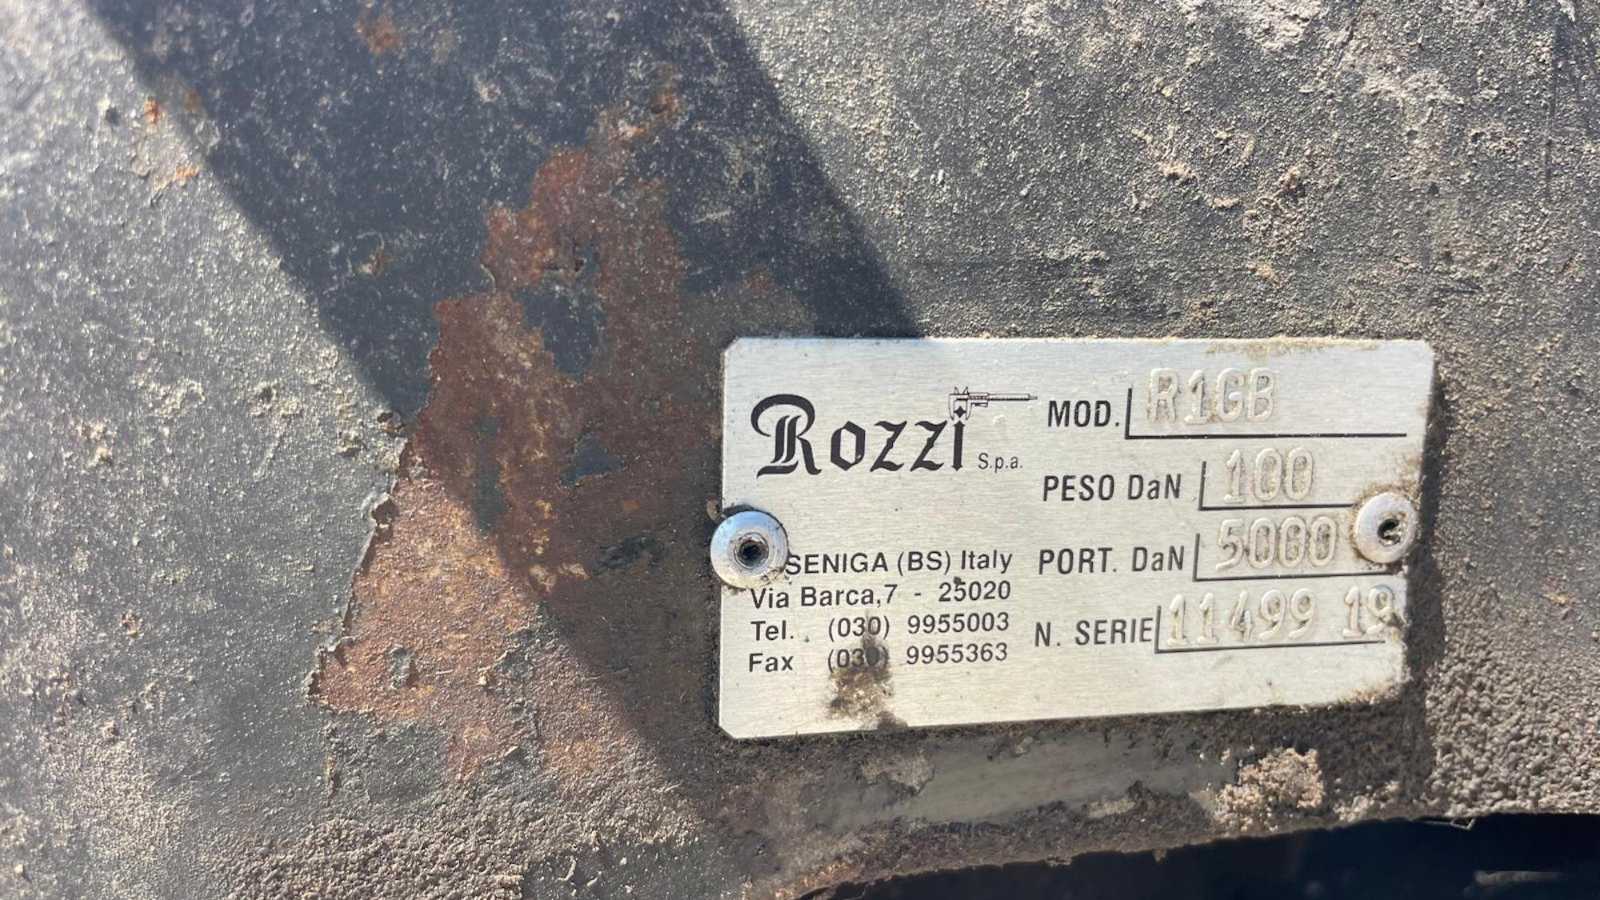 Rozzi S.p.a.
MOD. R1GB
PESO DaN 100
PORT. DaN 5000
N. SERIE 11499 19
SENIGA (BS) Italy
Via Barca,7 - 25020
Tel. (030) 9955003
Fax (030) 9955363